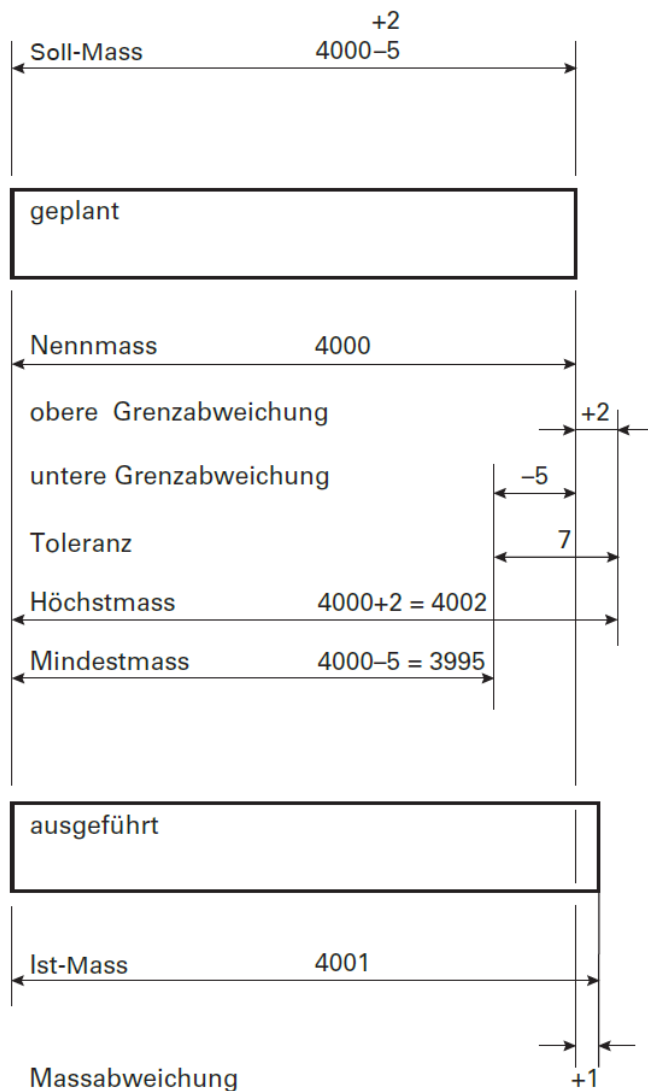 +2
Soll-Mass 4000–5
geplant
Nennmass 4000
obere Grenzabweichung +2
untere Grenzabweichung –5
Toleranz 7
Höchstmass 4000+2 = 4002
Mindestmass 4000–5 = 3995
ausgeführt
Ist-Mass 4001
Massabweichung +1